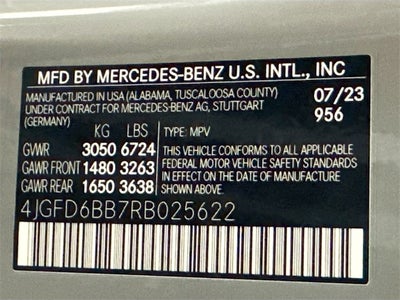 MFD BY MERCEDES-BENZ U.S. INTL., INC
MANUFACTURED IN USA (ALABAMA, TUSCALOOSA COUNTY) 07/23
UNDER CONTRACT FOR MERCEDES-BENZ AG, STUTTGART 956
(GERMANY)
KG LBS TYPE: MPV
GVWR 3050 6724 THIS VEHICLE CONFORMS TO ALL APPLICABLE
GAWR FRONT 1480 3263 FEDERAL MOTOR VEHICLE SAFETY STANDARDS
GAWR REAR 1650 3638 IN EFFECT ON THE DATE OF MANUFACTURE
SHOWN ABOVE.
4JGFD6BB7RB025622